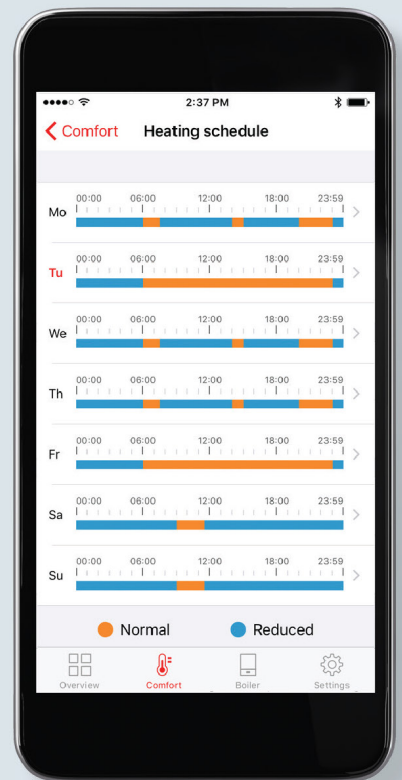 2:37 PM
Comfort Heating schedule
00:00 06:00 12:00 18:00 23:59
Mo
00:00 06:00 12:00 18:00 23:59
Tu
00:00 06:00 12:00 18:00 23:59
We
00:00 06:00 12:00 18:00 23:59
Th
00:00 06:00 12:00 18:00 23:59
Fr
00:00 06:00 12:00 18:00 23:59
Sa
00:00 06:00 12:00 18:00 23:59
Su
Normal Reduced
Overview Comfort Boiler Settings